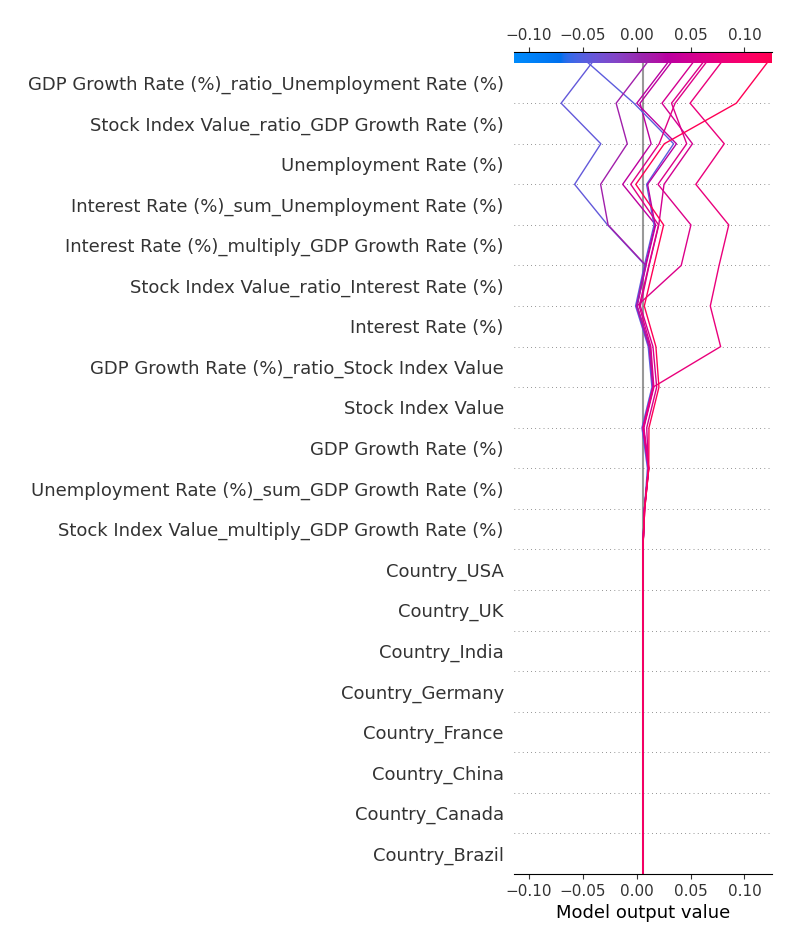 −0.10 −0.05 0.00 0.05 0.10
GDP Growth Rate (%)_ratio_Unemployment Rate (%)
Stock Index Value_ratio_GDP Growth Rate (%)
Unemployment Rate (%)
Interest Rate (%)_sum_Unemployment Rate (%)
Interest Rate (%)_multiply_GDP Growth Rate (%)
Stock Index Value_ratio_Interest Rate (%)
Interest Rate (%)
GDP Growth Rate (%)_ratio_Stock Index Value
Stock Index Value
GDP Growth Rate (%)
Unemployment Rate (%)_sum_GDP Growth Rate (%)
Stock Index Value_multiply_GDP Growth Rate (%)
Country_USA
Country_UK
Country_India
Country_Germany
Country_France
Country_China
Country_Canada
Country_Brazil
−0.10 −0.05 0.00 0.05 0.10
Model output value